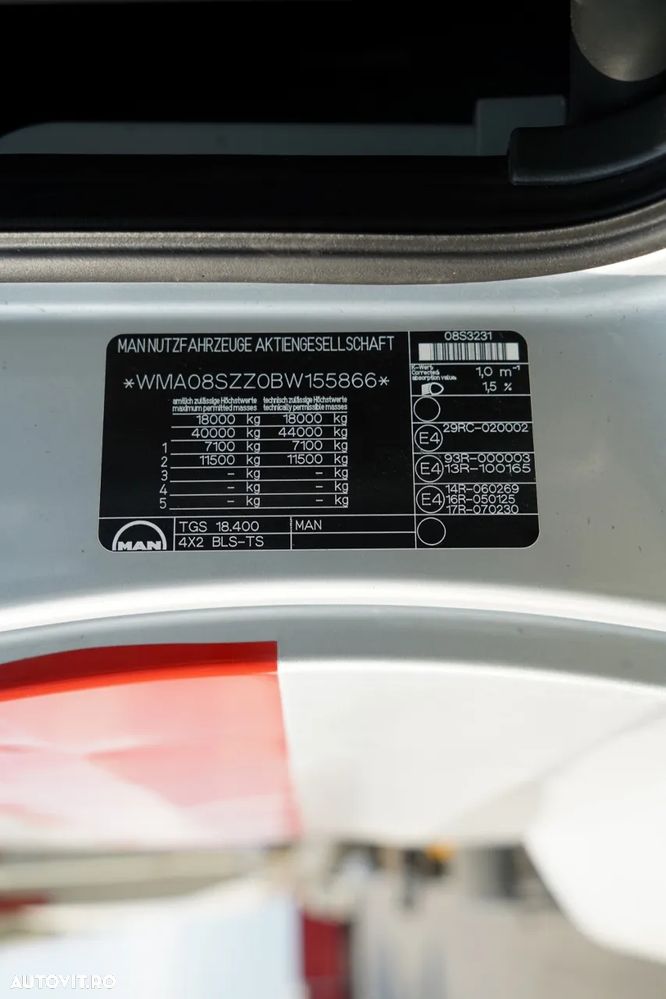 MAN NUTZFAHRZEUGE AKTIENGESELLSCHAFT
*WMA08SZZ0BW155866*
amtlich zulässige Höchstwerte technisch zulässige Höchstwerte
maximum permitted masses technically permissible masses
18000 kg 18000 kg
40000 kg 44000 kg
1 7100 kg 7100 kg
2 11500 kg 11500 kg
3 - kg - kg
4 - kg - kg
5 - kg - kg
MAN
TGS 18.400 MAN
4X2 BLS-TS
08S3231
K-Wert
Corrected absorption value
1,0 m⁻¹
1,5 %
E4 29RC-020002
E4 93R-000003
13R-100165
E4 14R-060269
16R-050125
17R-070230
AUTOVIT.RO